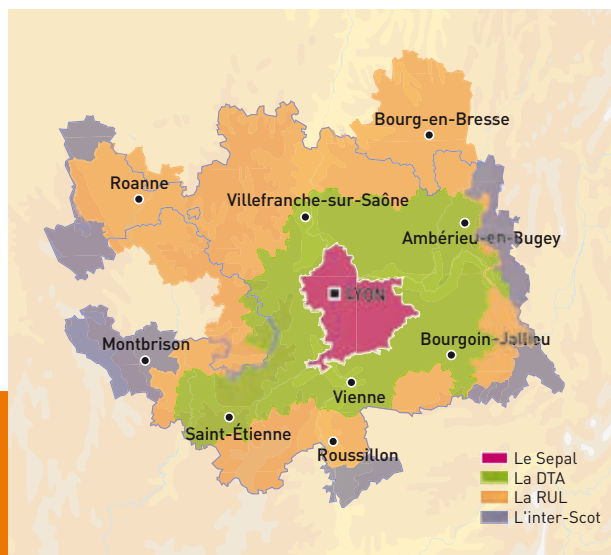 Bourg-en-Bresse
Roanne
Villefranche-sur-Saône
Ambérieu-en-Bugey
LYON
Montbrison
Bourgoin-Jallieu
Vienne
Saint-Étienne
Roussillon
Le Sepal
La DTA
La RUL
L'inter-Scot